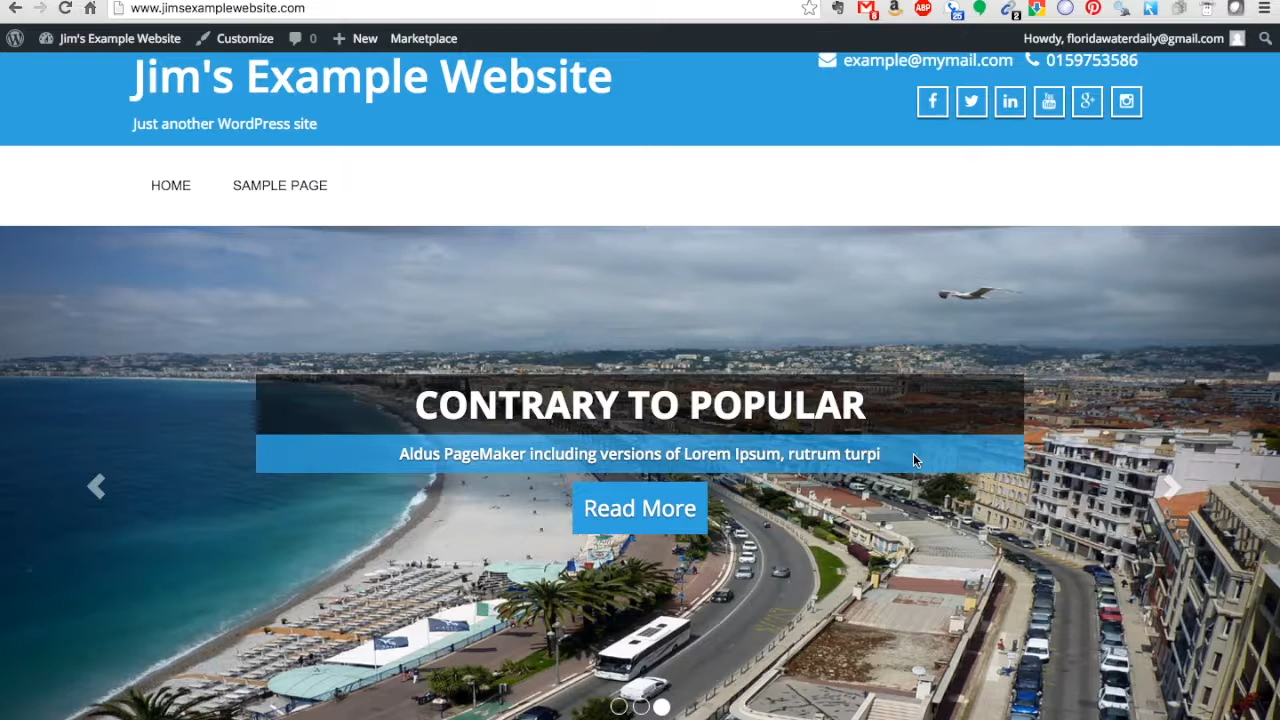 www.jimsexamplewebsite.com
Jim's Example Website
Customize
0
New
Marketplace
Howdy, floridawaterdaily@gmail.com
Jim's Example Website
example@mymail.com
0159753586
Just another WordPress site
HOME
SAMPLE PAGE
CONTRARY TO POPULAR
Aldus PageMaker including versions of Lorem Ipsum, rutrum turpi
Read More